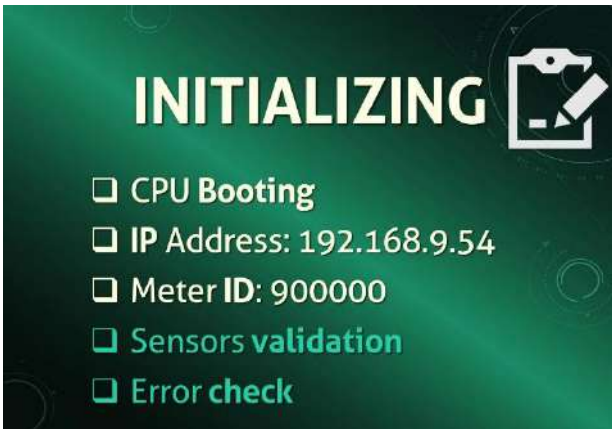 INITIALIZING
❑ CPU Booting
❑ IP Address: 192.168.9.54
❑ Meter ID: 900000
❑ Sensors validation
❑ Error check